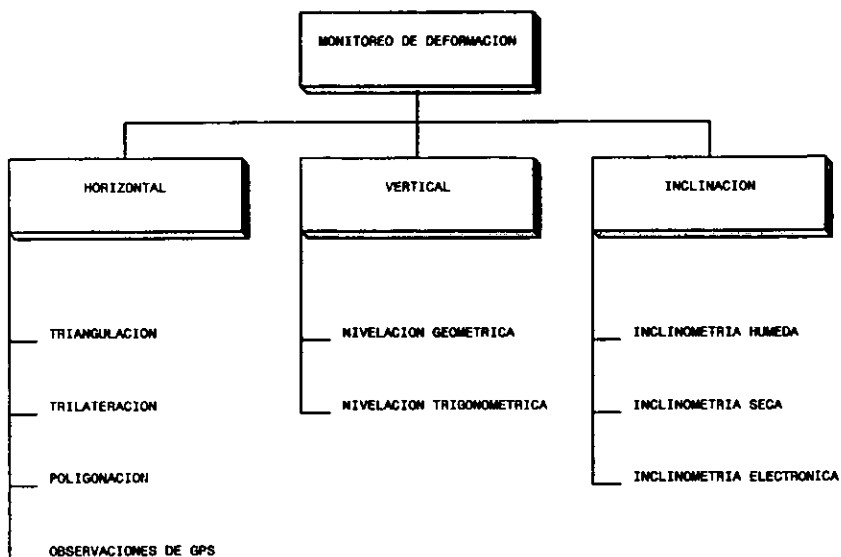 MONITOREO DE DEFORMACION
HORIZONTAL
TRIANGULACION
TRILATERACION
POLIGONACION
OBSERVACIONES DE GPS
VERTICAL
NIVELACION GEOMETRICA
NIVELACION TRIGONOMETRICA
INCLINACION
INCLINOMETRIA HUMEDA
INCLINOMETRIA SECA
INCLINOMETRIA ELECTRONICA